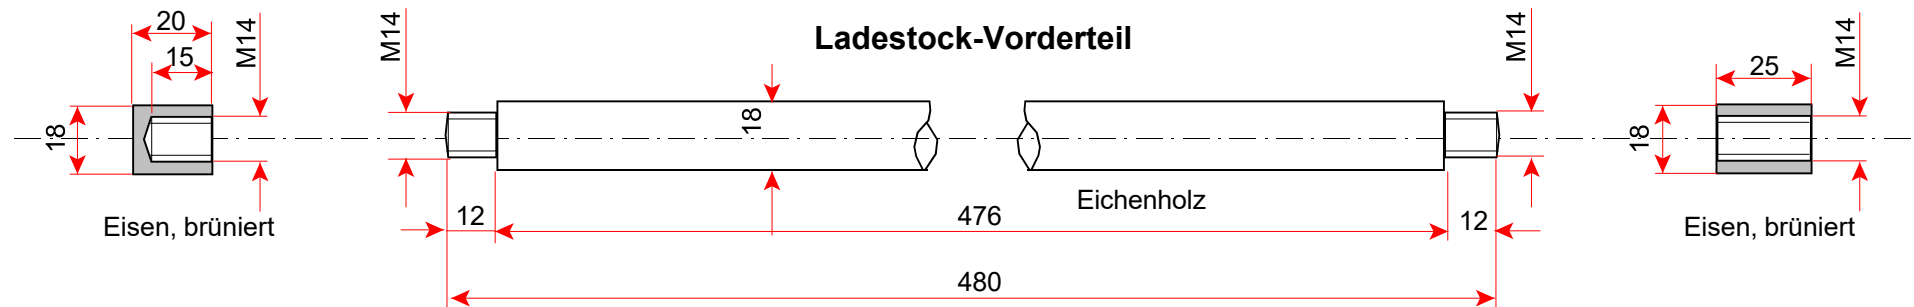 Ladestock-Vorderteil
20
15
M14
18
Eisen, brüniert
M14
18
12
476
12
480
Eichenholz
M14
25
M14
18
Eisen, brüniert